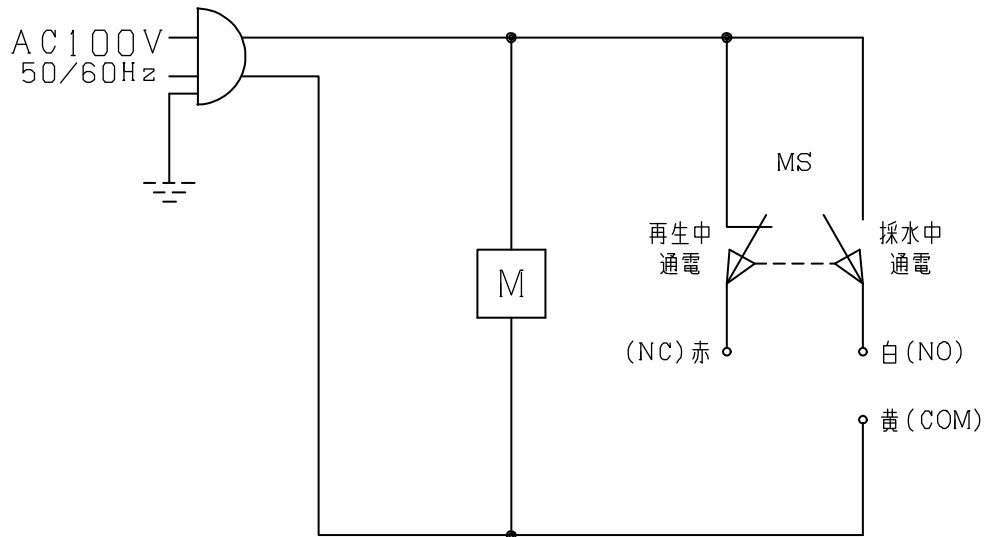 AC100V
50/60Hz
MS
再生中
通電
採水中
通電
M
(NC)赤
白(NO)
黄(COM)